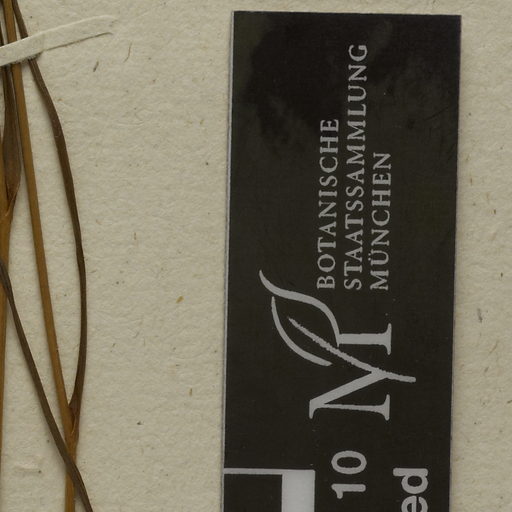 BOTANISCHE
STAATSSAMMLUNG
MÜNCHEN
M
10
ed